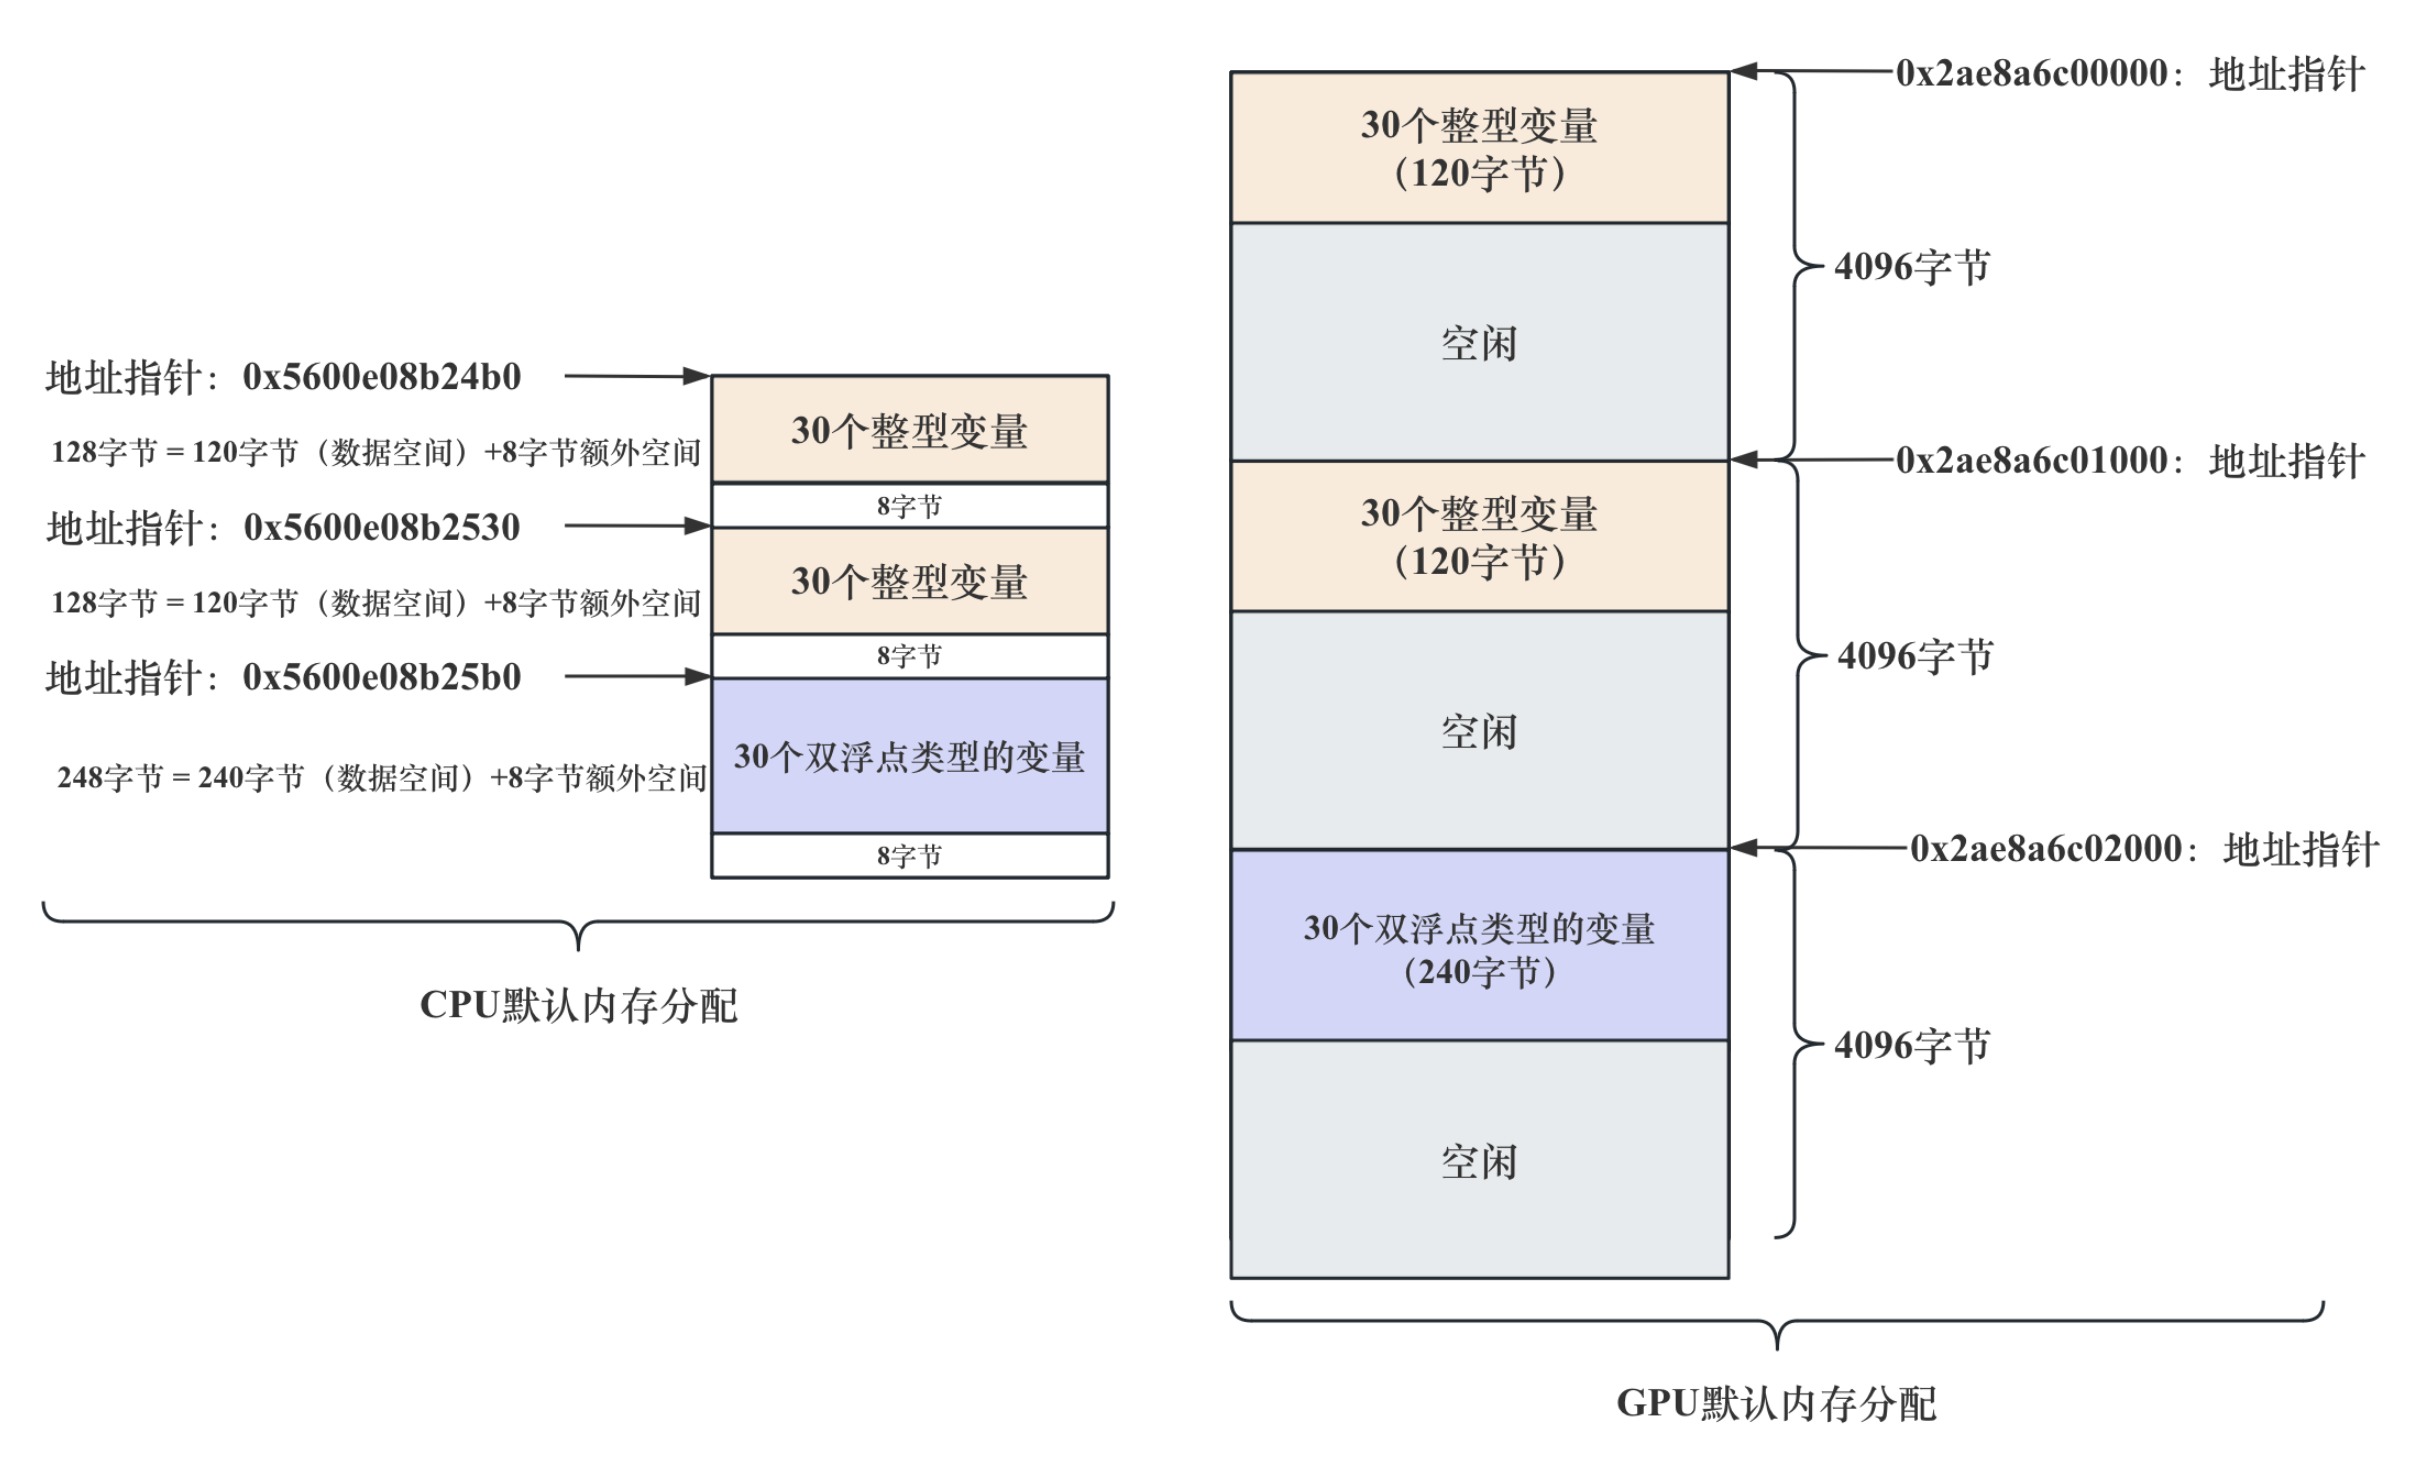 地址指针：0x5600e08b24b0
128字节 = 120字节（数据空间）+8字节额外空间
地址指针：0x5600e08b2530
128字节 = 120字节（数据空间）+8字节额外空间
地址指针：0x5600e08b25b0
248字节 = 240字节（数据空间）+8字节额外空间
30个整型变量
8字节
30个整型变量
8字节
30个双浮点类型的变量
8字节
CPU默认内存分配
30个整型变量
（120字节）
空闲
30个整型变量
（120字节）
空闲
30个双浮点类型的变量
（240字节）
空闲
0x2ae8a6c00000：地址指针
4096字节
0x2ae8a6c01000：地址指针
4096字节
0x2ae8a6c02000：地址指针
4096字节
GPU默认内存分配